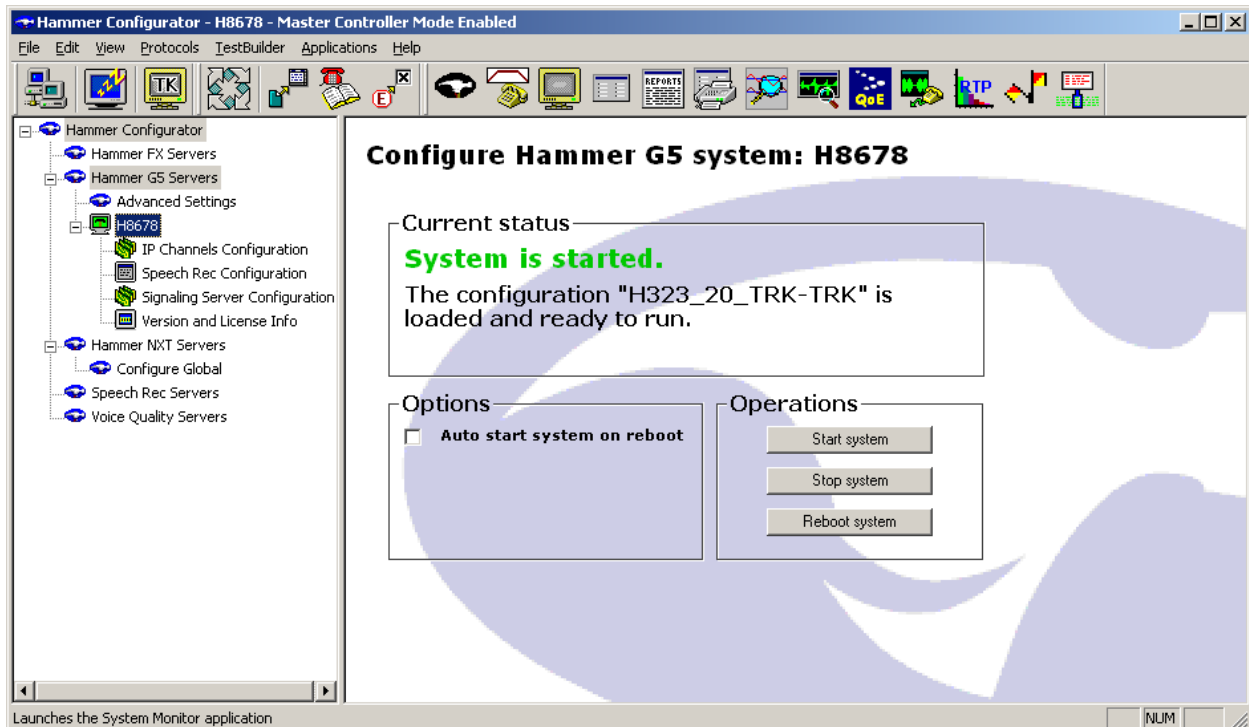 Hammer Configurator - H8678 - Master Controller Mode Enabled
File Edit View Protocols TestBuilder Applications Help
TK
E
REPORTS
QoE
RTP
Hammer Configurator
Hammer FX Servers
Hammer G5 Servers
Advanced Settings
H8678
IP Channels Configuration
Speech Rec Configuration
Signaling Server Configuration
Version and License Info
Hammer NXT Servers
Configure Global
Speech Rec Servers
Voice Quality Servers
Configure Hammer G5 system: H8678
Current status
System is started.
The configuration "H323_20_TRK-TRK" is
loaded and ready to run.
Options
Auto start system on reboot
Operations
Start system
Stop system
Reboot system
Launches the System Monitor application
NUM